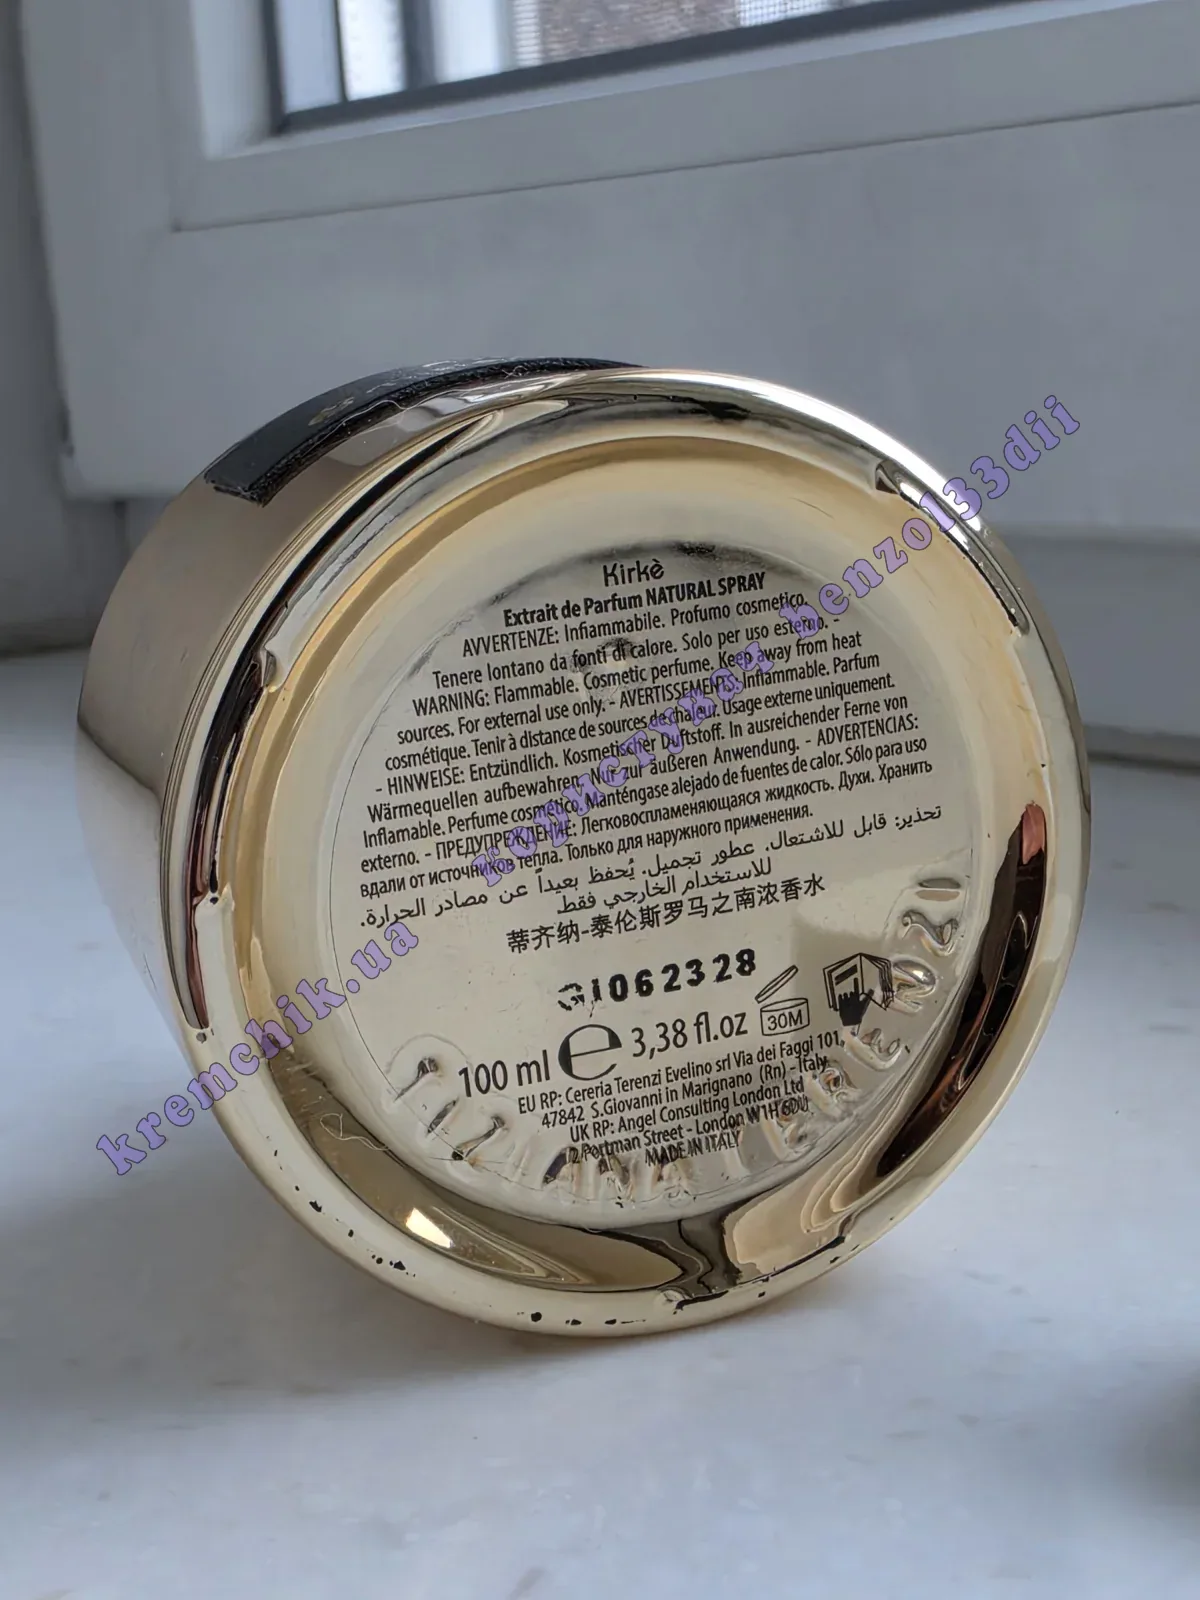 Kirkè
Extrait de Parfum NATURAL SPRAY
AVVERTENZE: Infiammabile. Profumo cosmetico.
Tenere lontano da fonti di calore. Solo per uso esterno. -
WARNING: Flammable. Cosmetic perfume. Keep away from heat
sources. For external use only. - AVERTISSEMENTS: Inflammable. Parfum
cosmétique. Tenir à distance de sources de chaleur. Usage externe uniquement.
- HINWEISE: Entzündlich. Kosmetischer Duftstoff. In ausreichender Ferne von
Wärmequellen aufbewahren. Nur zur äußeren Anwendung. - ADVERTENCIAS:
Inflamable. Perfume cosmético. Manténgase alejado de fuentes de calor. Sólo para uso
externo. - ПРЕДУПРЕЖДЕНИЕ: Легковоспламеняющаяся жидкость. Духи. Хранить
вдали от источников тепла. Только для наружного применения.
تحذير: قابل للاشتعال. عطور تجميل. يُحفظ بعيداً عن مصادر الحرارة.
للاستخدام الخارجي فقط
蒂齐纳-泰伦斯罗马之南浓香水
GI062328
100 ml e 3,38 fl.oz 30M
EU RP: Cereria Terenzi Evelino srl Via dei Faggi 101,
47842 S.Giovanni in Marignano (Rn) - Italy
UK RP: Angel Consulting London Ltd
2 Portman Street - London W1H 6DU
MADE IN ITALY
TIZIANA TERENZI
kremchik.ua користувач benzol33dii